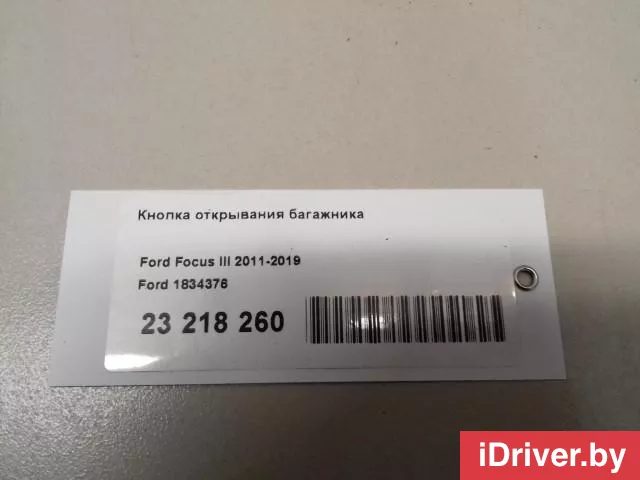 Кнопка открывания багажника
Ford Focus III 2011-2019
Ford 1834376
23 218 260
iDriver.by